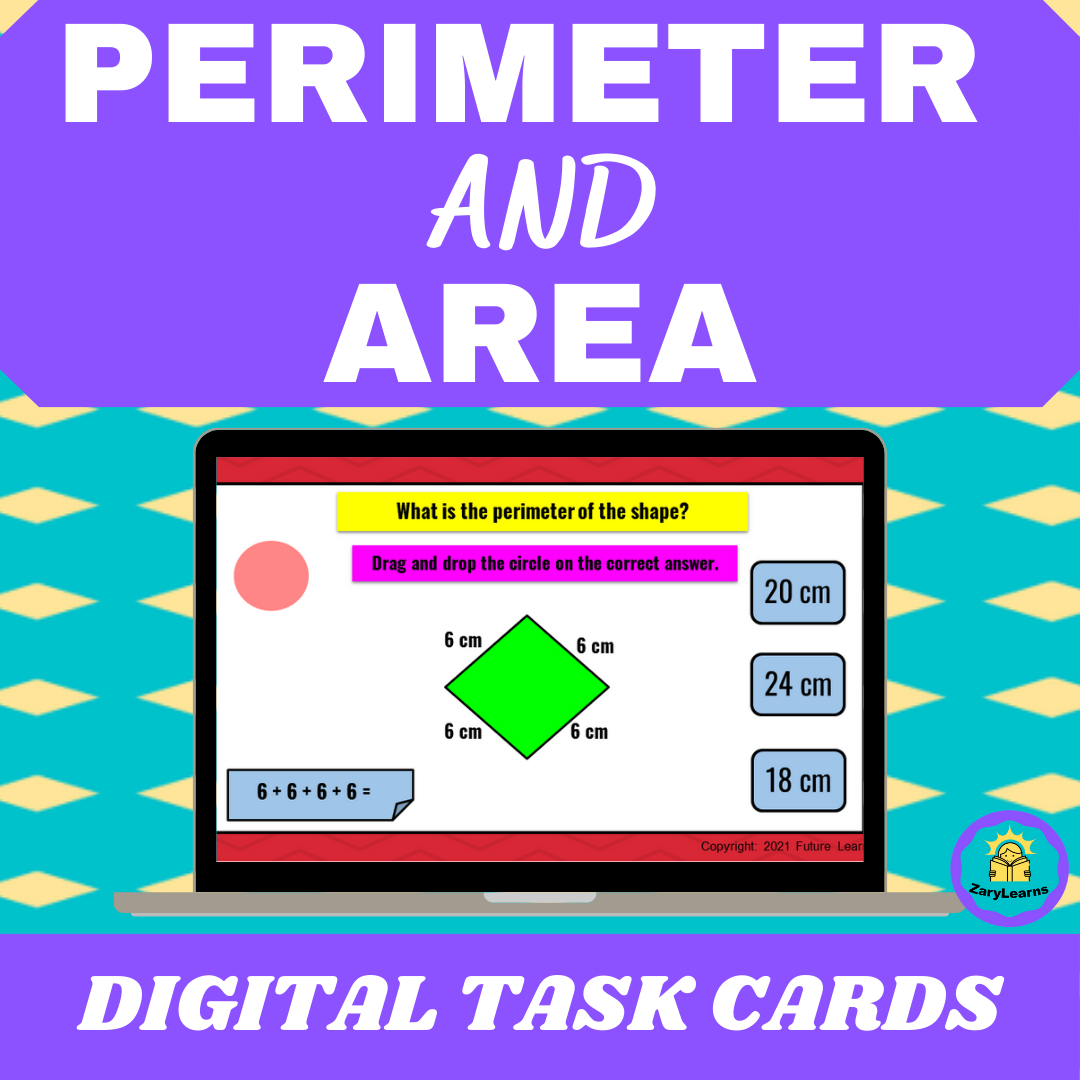 PERIMETER
AND
AREA
What is the perimeter of the shape?
Drag and drop the circle on the correct answer.
20 cm
6 cm
6 cm
24 cm
6 cm
6 cm
18 cm
6 + 6 + 6 + 6 =
Copyright: 2021 Future Lear
ZaryLearns
DIGITAL TASK CARDS